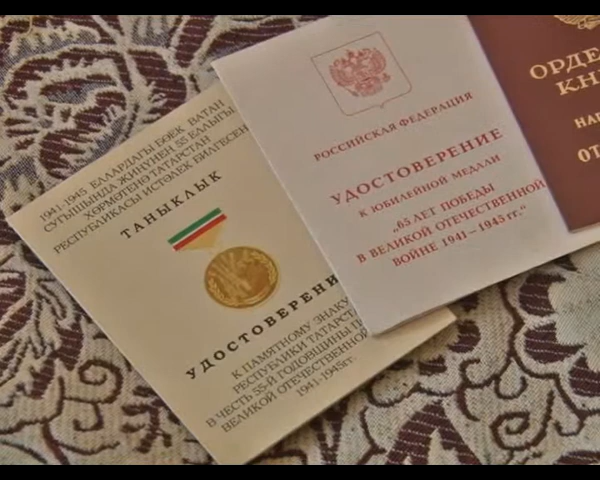 1941-1945 ЕЛЛАРДАГЫ БӨЕК ВАТАН
СУГЫШЫНДА ҖИҢҮНЕҢ 55 ЕЛЛЫГЫ
ХӨРМӘТЕНӘ ТАТАРСТАН
РЕСПУБЛИКАСЫ ИСТӘЛЕК БИЛГЕСЕН
ТАНЫКЛЫК
УДОСТОВЕРЕНИ
К ПАМЯТНОМУ ЗНАКУ
РЕСПУБЛИКИ ТАТАРСТА
В ЧЕСТЬ 55-Й ГОДОВЩИНЫ П
ВЕЛИКОЙ ОТЕЧЕСТВЕННОЙ
1941-1945гг.
РОССИЙСКАЯ ФЕДЕРАЦИЯ
УДОСТОВЕРЕНИЕ
К ЮБИЛЕЙНОЙ МЕДАЛИ
„65 ЛЕТ ПОБЕДЫ
В ВЕЛИКОЙ ОТЕЧЕСТВЕННОЙ
ВОЙНЕ 1941 – 1945 гг.“
ОРДЕ
КН
НАГ
ОТ